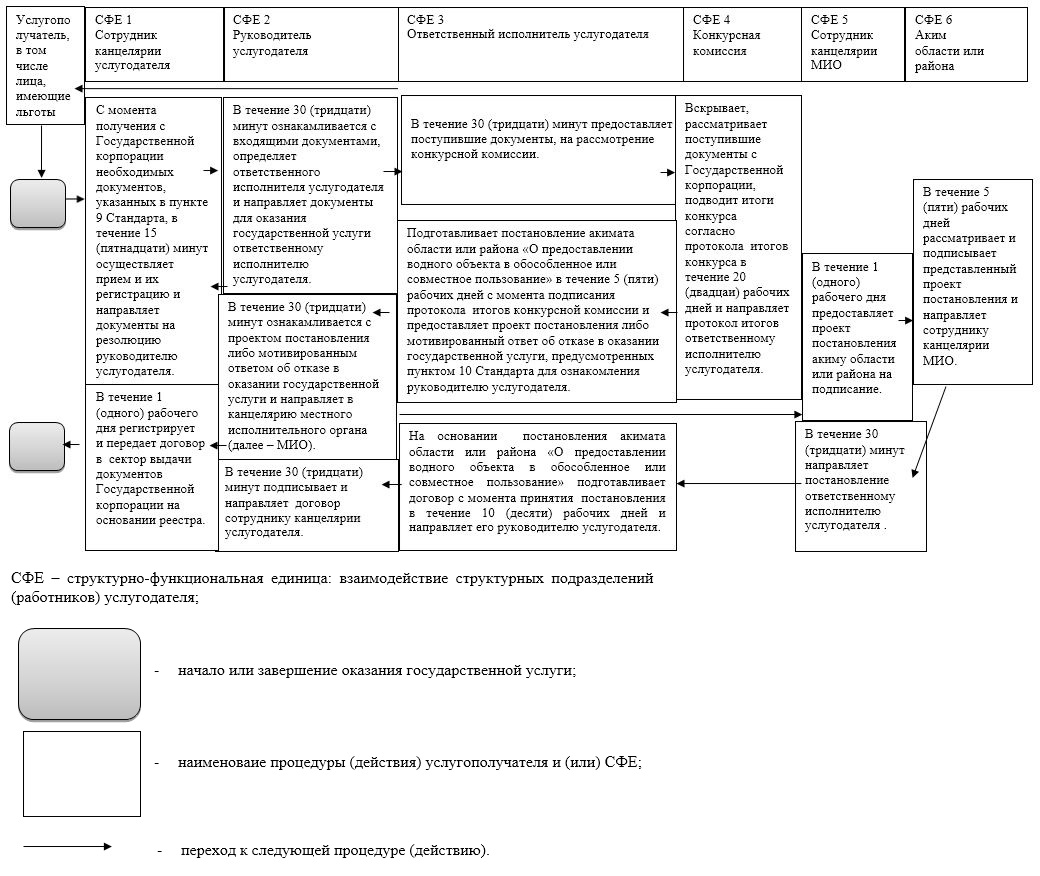 Услугопо
лучатель,
в том
числе
лица,
имеющие
льготы
СФЕ 1
Сотрудник
канцелярии
услугодателя
СФЕ 2
Руководитель
услугодателя
СФЕ 3
Ответственный исполнитель услугодателя
СФЕ 4
Конкурсная
комиссия
СФЕ 5
Сотрудник
канцелярии
МИО
СФЕ 6
Аким
области или
района
С момента
получения с
Государственной
корпорации
необходимых
документов,
указанных в пункте
9 Стандарта, в
течение 15
(пятнадцати) минут
осуществляет
прием и их
регистрацию и
направляет
документы на
резолюцию
руководителю
услугодателя.
В течение 30 (тридцати)
минут ознакамливается с
входящими документами,
определяет
ответственного
исполнителя услугодателя
и направляет документы
для оказания
государственной услуги
ответственному
исполнителю
услугодателя.
В течение 30 (тридцати) минут предоставляет
поступившие документы, на рассмотрение
конкурсной комиссии.
Вскрывает,
рассматривает
поступившие
документы с
Государственной
корпорации,
подводит итоги
конкурса
согласно
протокола итогов
конкурса в
течение 20
(двадцаи) рабочих
дней и направляет
протокол итогов
ответственному
исполнителю
услугодателя.
Подготавливает постановление акимата
области или района «О предоставлении
водного объекта в обособленное или
совместное пользование» в течение 5 (пяти)
рабочих дней с момента подписания
протокола итогов конкурсной комиссии и
предоставляет проект постановления либо
мотивированный ответ об отказе в оказании
государственной услуги, предусмотренных
пунктом 10 Стандарта для ознакомления
руководителю услугодателя.
В течение 1
(одного)
рабочего дня
предоставляет
проект
постановления
акиму области
или района на
подписание.
В течение 5
(пяти) рабочих
дней
рассматривает и
подписывает
представленный
проект
постановления и
направляет
сотруднику
канцелярии
МИО.
В течение 30 (тридцати)
минут ознакамливается с
проектом постановления
либо мотивированным
ответом об отказе в
оказании государственной
услуги и направляет в
канцелярию местного
исполнительного органа
(далее – МИО).
В течение 30
(тридцати) минут
направляет
постановление
ответственному
исполнителю
услугодателя .
На основании постановления акимата
области или района «О предоставлении
водного объекта в обособленное или
совместное пользование» подготавливает
договор с момента принятия постановления
в течение 10 (десяти) рабочих дней и
направляет его руководителю услугодателя.
В течение 30 (тридцати)
минут подписывает и
направляет договор
сотруднику канцелярии
услугодателя.
В течение 1
(одного) рабочего
дня регистрирует
и передает договор
в сектор выдачи
документов
Государственной
корпорации на
основании реестра.
СФЕ – структурно-функциональная единица: взаимодействие структурных подразделений
(работников) услугодателя;
- начало или завершение оказания государственной услуги;
- наименоваие процедуры (действия) услугополучателя и (или) СФЕ;
- переход к следующей процедуре (действию).